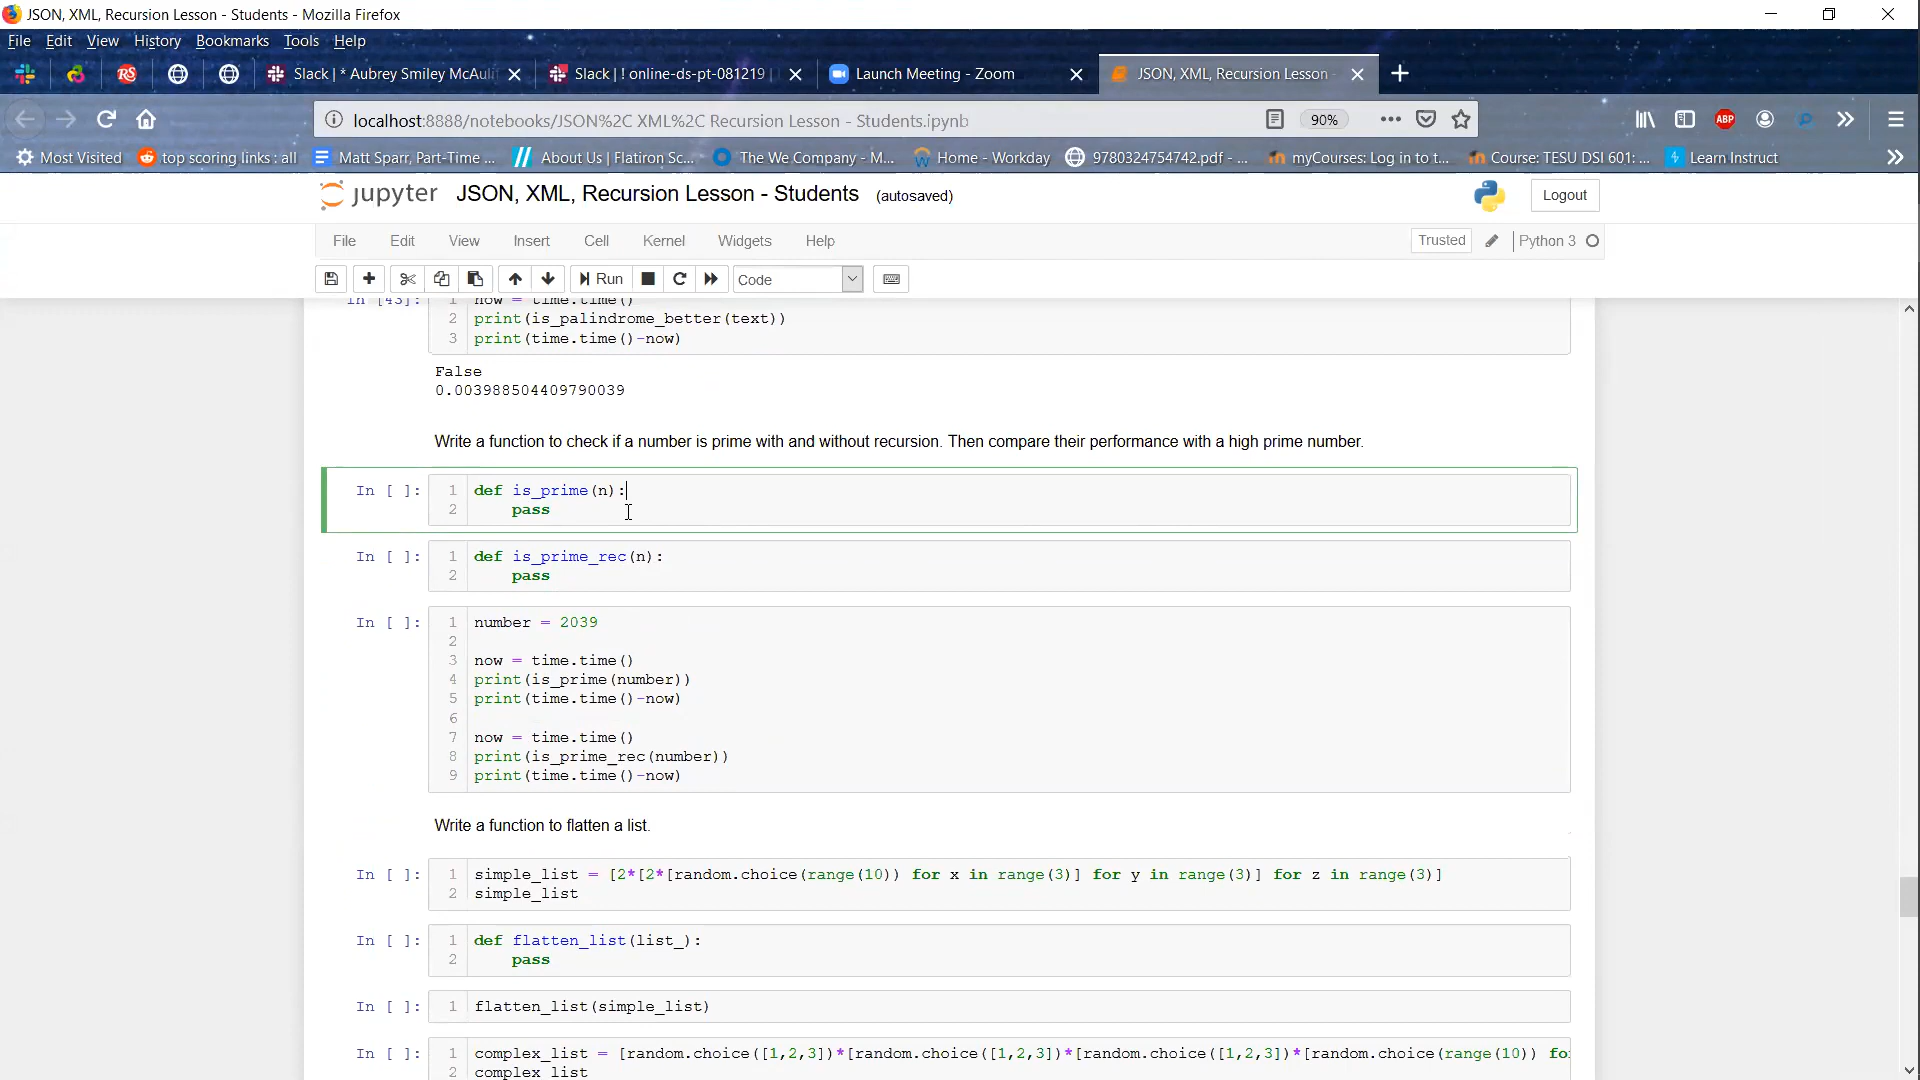 JSON, XML, Recursion Lesson - Students - Mozilla Firefox
File Edit View History Bookmarks Tools Help
RS Slack | * Aubrey Smiley McAuli Slack | ! online-ds-pt-081219 | Launch Meeting - Zoom JSON, XML, Recursion Lesson -
localhost:8888/notebooks/JSON%2C XML%2C Recursion Lesson - Students.ipynb 90% ABP
Most Visited top scoring links : all Matt Sparr, Part-Time ... About Us | Flatiron Sc... The We Company - M... Home - Workday 9780324754742.pdf - ... myCourses: Log in to t... Course: TESU DSI 601: ... Learn Instruct
jupyter JSON, XML, Recursion Lesson - Students (autosaved) Logout
File Edit View Insert Cell Kernel Widgets Help Trusted Python 3
Run Code
In [43]: 1 now = time.time()
2 print(is_palindrome_better(text))
3 print(time.time()-now)
False
0.003988504409790039
Write a function to check if a number is prime with and without recursion. Then compare their performance with a high prime number.
In [ ]: 1 def is_prime(n):
2 pass
In [ ]: 1 def is_prime_rec(n):
2 pass
In [ ]: 1 number = 2039
2
3 now = time.time()
4 print(is_prime(number))
5 print(time.time()-now)
6
7 now = time.time()
8 print(is_prime_rec(number))
9 print(time.time()-now)
Write a function to flatten a list.
In [ ]: 1 simple_list = [2*[2*[random.choice(range(10)) for x in range(3)] for y in range(3)] for z in range(3)]
2 simple_list
In [ ]: 1 def flatten_list(list_):
2 pass
In [ ]: 1 flatten_list(simple_list)
In [ ]: 1 complex_list = [random.choice([1,2,3])*[random.choice([1,2,3])*[random.choice([1,2,3])*[random.choice(range(10)) fo
2 complex_list